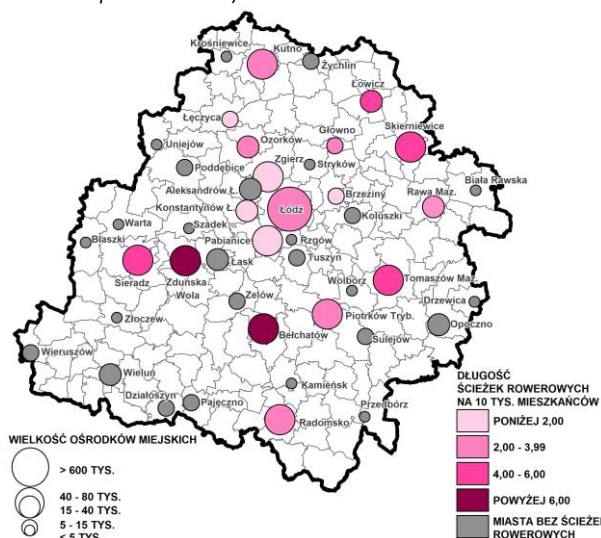 Krośniewice
Kutno
Żychlin
Łowicz
Łęczyca
Skierniewice
Uniejów
Ozorków
Główno
Zgierz
Stryków
Poddębice
Biała Rawska
Aleksandrów Ł.
Brzeziny
Rawa Maz.
Konstantynów Ł.
Łódź
Koluszki
Warta
Szadek
Pabianice
Rzgów
Błaszki
Łask
Tuszyn
Sieradz
Zduńska
Wola
Wolbórz
Tomaszów Maz.
Zelów
Drzewica
Złoczew
Piotrków Tryb.
Bełchatów
Opoczno
Sulejów
Wieruszów
Wieluń
Kamieńsk
Działoszyn
Pajęczno
Przedbórz
Radomsko
WIELKOŚĆ OŚRODKÓW MIEJSKICH
> 600 TYS.
40 - 80 TYS.
15 - 40 TYS.
5 - 15 TYS.
< 5 TYS.
DŁUGOŚĆ
ŚCIEŻEK ROWEROWYCH
NA 10 TYS. MIESZKAŃCÓW
PONIŻEJ 2,00
2,00 - 3,99
4,00 - 6,00
POWYŻEJ 6,00
MIASTA BEZ ŚCIEŻEK
ROWEROWYCH